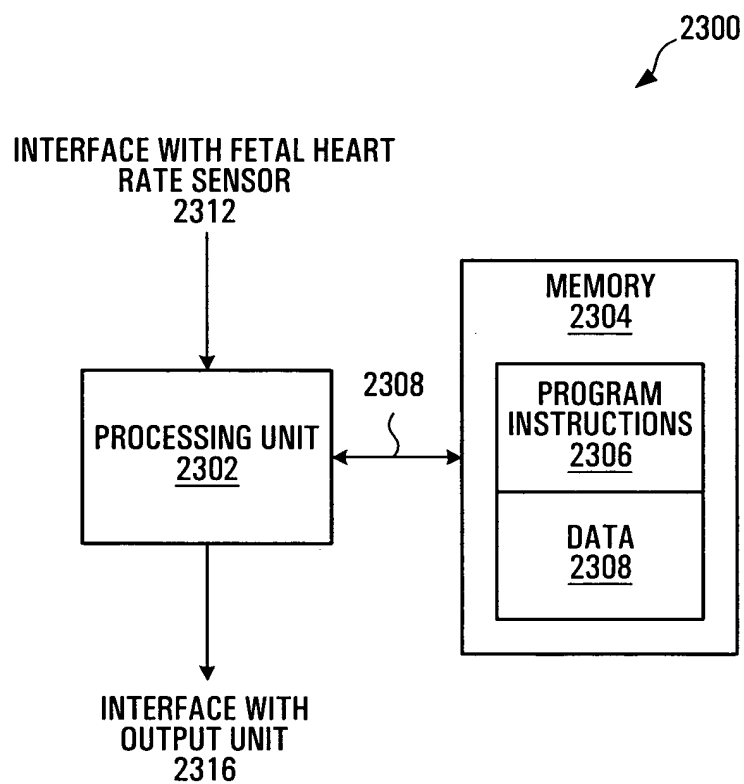 2300
INTERFACE WITH FETAL HEART
RATE SENSOR
2312
MEMORY
2304
2308
PROGRAM
INSTRUCTIONS
2306
PROCESSING UNIT
2302
DATA
2308
INTERFACE WITH
OUTPUT UNIT
2316